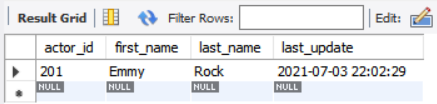 Result Grid Filter Rows: Edit:
actor_id first_name last_name last_update
201 Emmy Rock 2021-07-03 22:02:29
NULL NULL NULL NULL